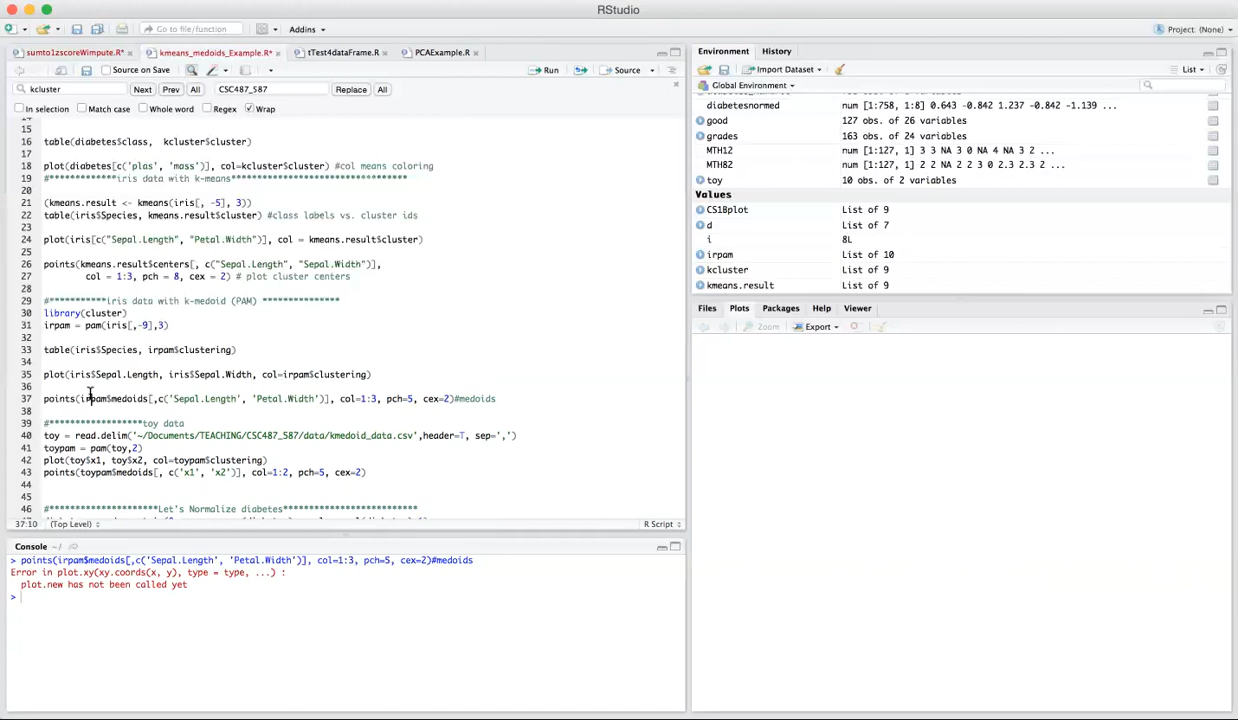 RStudio
Go to file/function
Addins
Project: (None)
sumto1zscoreWimpute.R*
kmeans_medoids_Example.R*
tTest4dataFrame.R
PCAExample.R
Source on Save
Run
Source
kcluster
Next
Prev
All
CSC487_587
Replace
All
In selection
Match case
Whole word
Regex
Wrap
14
15
16 table(diabetes$class,  kcluster$cluster)
17
18 plot(diabetes[c('plas', 'mass')], col=kcluster$cluster) #col means coloring
19 #*************iris data with k-means**********************************
20
21 (kmeans.result <- kmeans(iris[, -5], 3))
22 table(iris$Species, kmeans.result$cluster) #class labels vs. cluster ids
23
24 plot(iris[c("Sepal.Length", "Petal.Width")], col = kmeans.result$cluster)
25
26 points(kmeans.result$centers[, c("Sepal.Length", "Sepal.Width")],
27 col = 1:3, pch = 8, cex = 2) # plot cluster centers
28
29 #***********iris data with k-medoid (PAM) ***************
30 library(cluster)
31 irpam = pam(iris[,-9],3)
32
33 table(iris$Species, irpam$clustering)
34
35 plot(iris$Sepal.Length, iris$Sepal.Width, col=irpam$clustering)
36
37 points(irpam$medoids[,c('Sepal.Length', 'Petal.Width')], col=1:3, pch=5, cex=2)#medoids
38
39 #******************toy data
40 toy = read.delim('~/Documents/TEACHING/CSC487_587/data/kmedoid_data.csv',header=T, sep=',')
41 toypam = pam(toy,2)
42 plot(toy$x1, toy$x2, col=toypam$clustering)
43 points(toypam$medoids[, c('x1', 'x2')], col=1:2, pch=5, cex=2)
44
45
46 #*********************Let's Normalize diabetes**************************
37:10
(Top Level)
R Script
Console ~/
> points(irpam$medoids[,c('Sepal.Length', 'Petal.Width')], col=1:3, pch=5, cex=2)#medoids
Error in plot.xy(xy.coords(x, y), type = type, ...) :
plot.new has not been called yet
>
Environment
History
Import Dataset
List
Global Environment
diabetesnormed num [1:758, 1:8] 0.643 -0.842 1.237 -0.842 -1.139 ...
good 127 obs. of 26 variables
grades 163 obs. of 24 variables
MTH12 num [1:127, 1] 3 3 NA 3 0 NA 4 NA 3 2 ...
MTH82 num [1:127, 1] 2 2 NA 2 2 3 0 2.3 2.3 2 ...
toy 10 obs. of 2 variables
Values
CS1Bplot List of 9
d List of 7
i 8L
irpam List of 10
kcluster List of 9
kmeans.result List of 9
Files
Plots
Packages
Help
Viewer
Zoom
Export